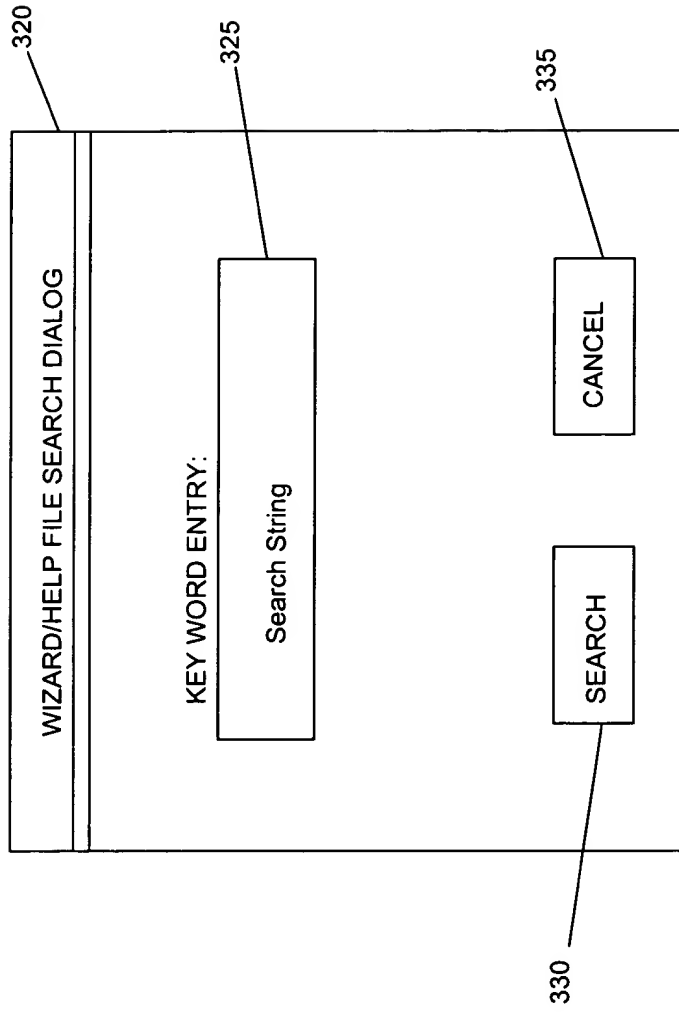 320
WIZARD/HELP FILE SEARCH DIALOG
KEY WORD ENTRY:
325
Search String
SEARCH
CANCEL
330
335